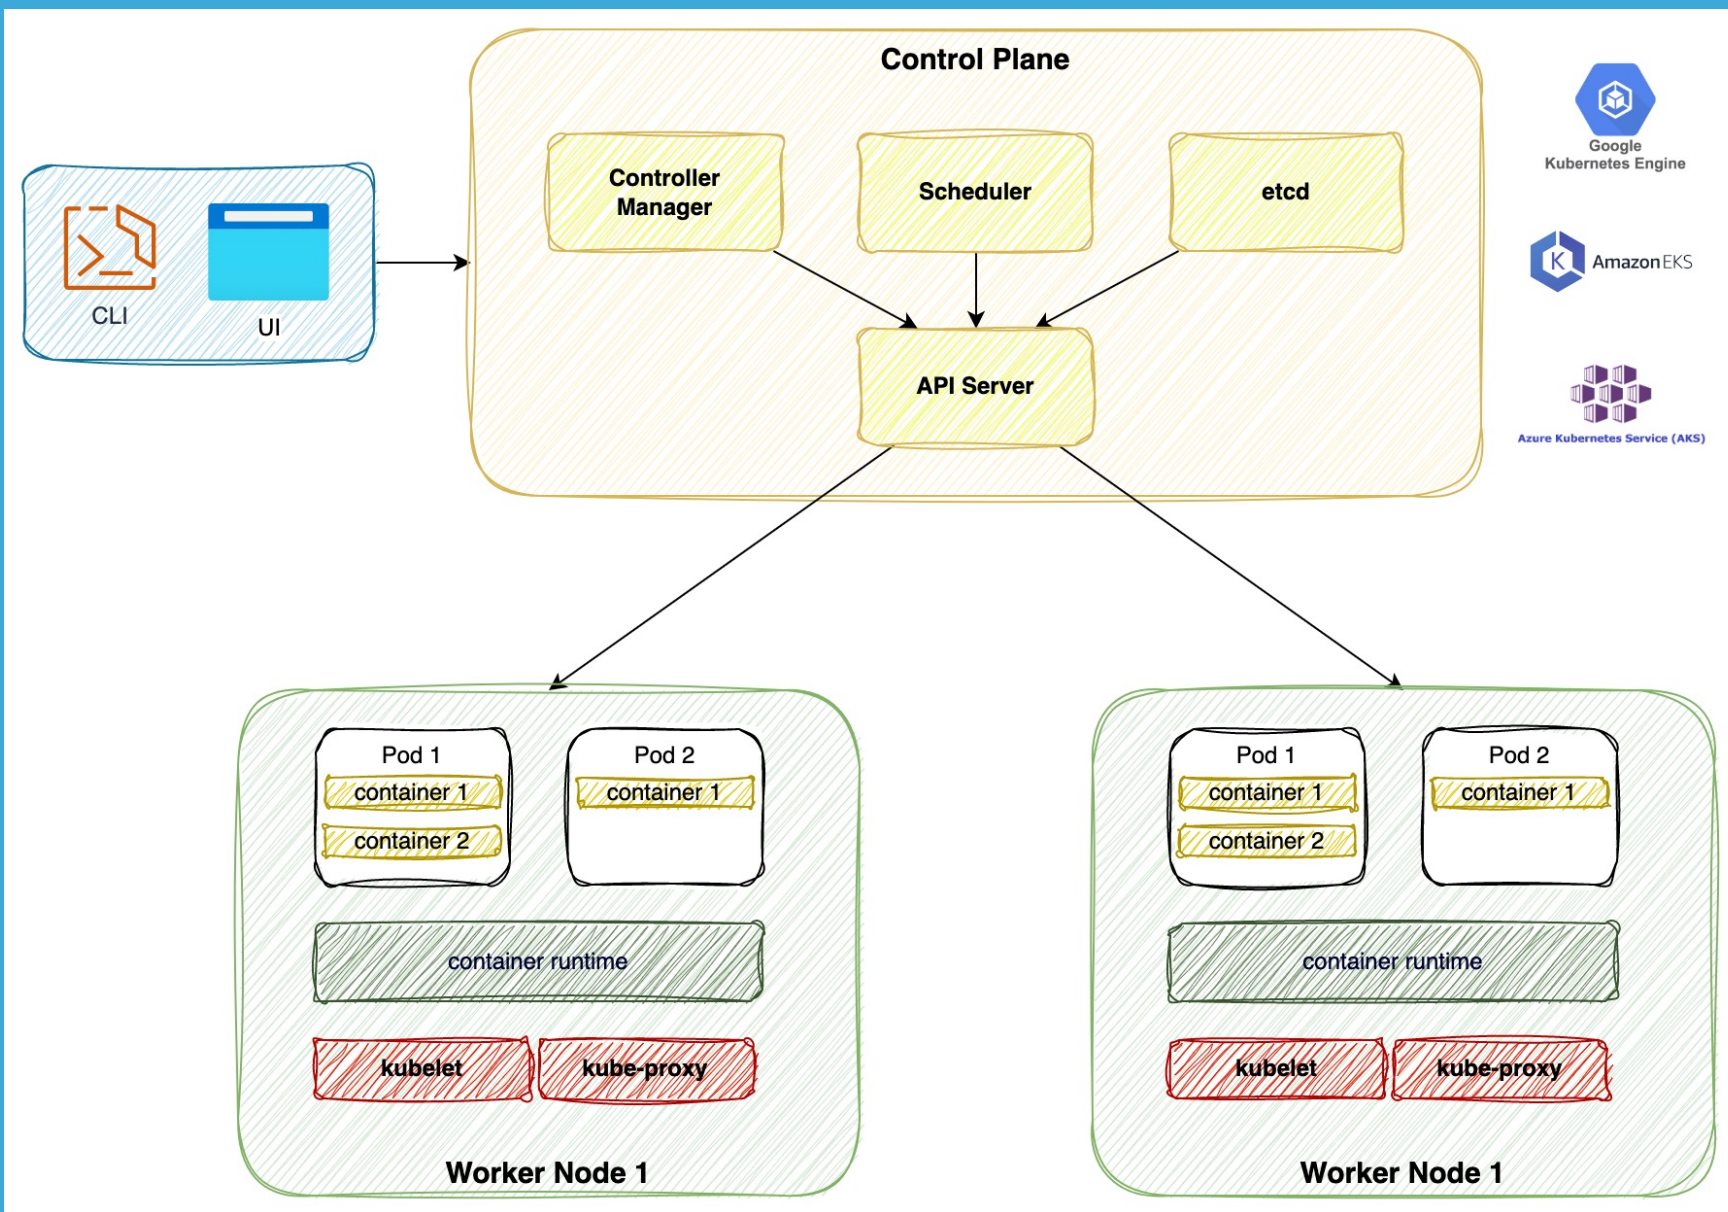 Control Plane
Controller
Manager
Scheduler
etcd
API Server
CLI
UI
Google
Kubernetes Engine
K
Amazon EKS
Azure Kubernetes Service (AKS)
Pod 1
container 1
container 2
Pod 2
container 1
container runtime
kubelet
kube-proxy
Worker Node 1
Pod 1
container 1
container 2
Pod 2
container 1
container runtime
kubelet
kube-proxy
Worker Node 1